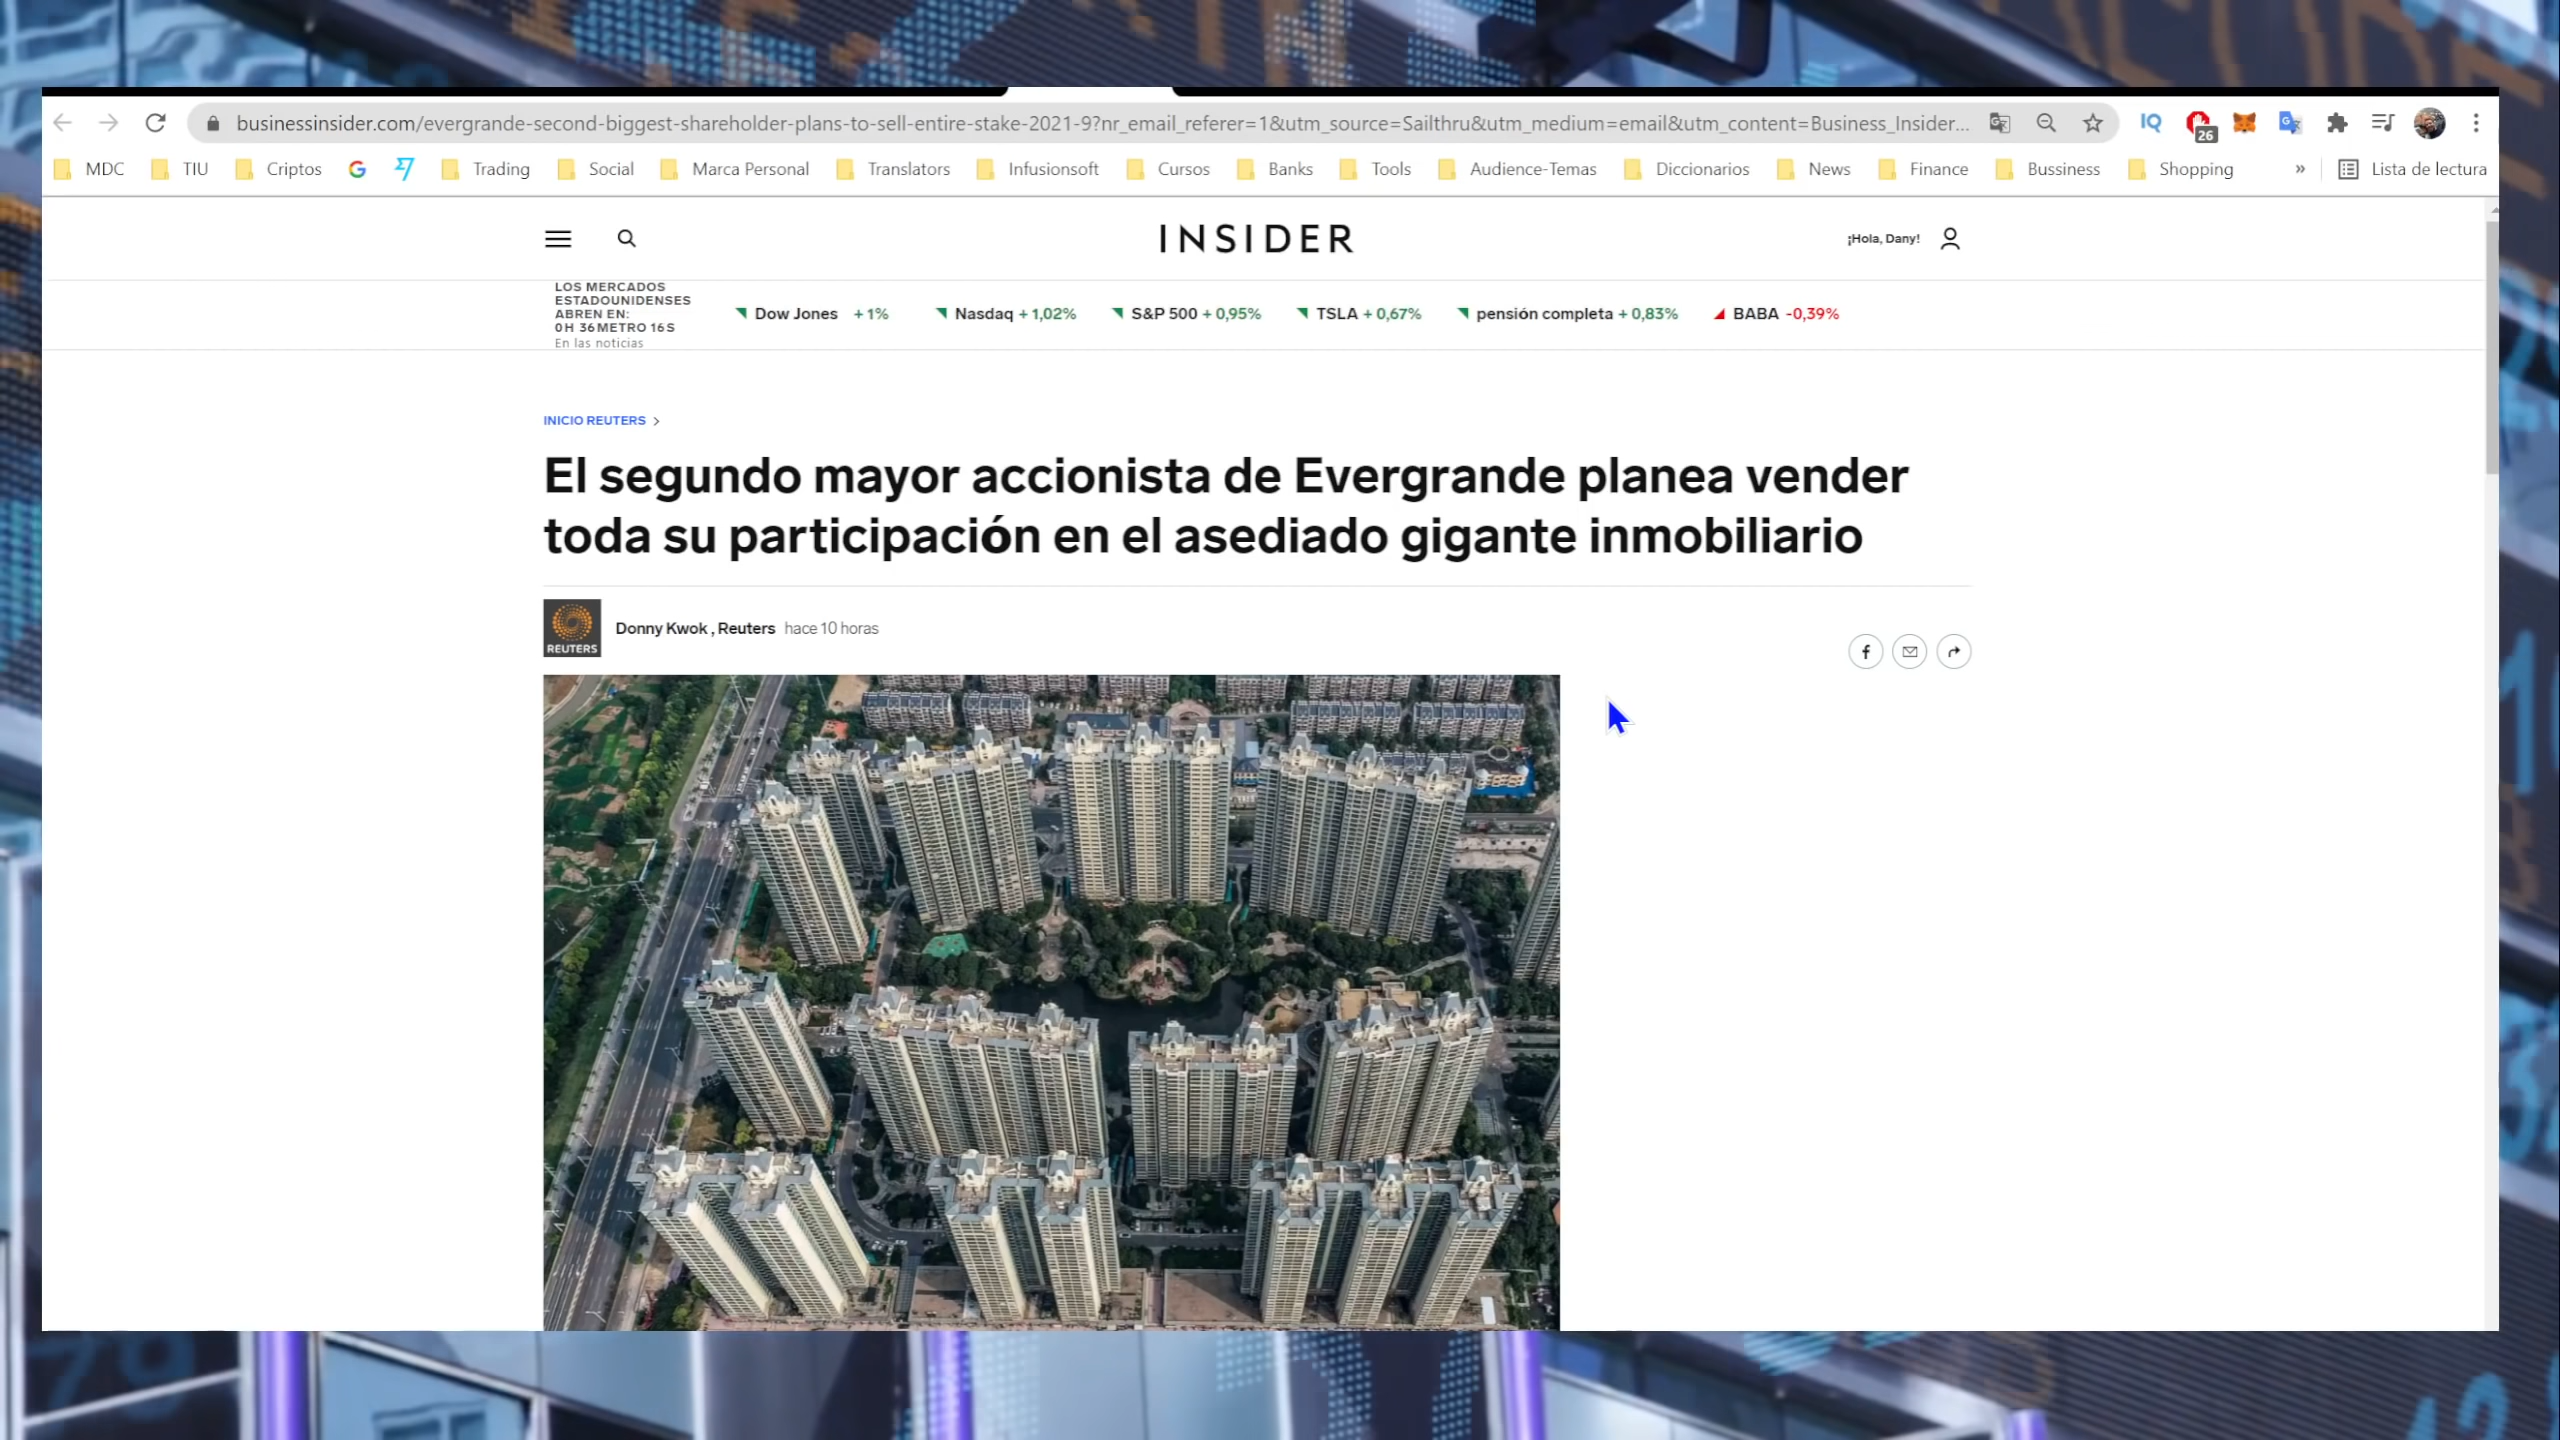 businessinsider.com/evergrande-second-biggest-shareholder-plans-to-sell-entire-stake-2021-9?nr_email_referer=1&utm_source=Sailthru&utm_medium=email&utm_content=Business_Insider...
IQ
26
MDC TIU Criptos Trading Social Marca Personal Translators Infusionsoft Cursos Banks Tools Audience-Temas Diccionarios News Finance Bussiness Shopping » Lista de lectura
INSIDER
¡Hola, Dany!
LOS MERCADOS
ESTADOUNIDENSES
ABREN EN:
0H 36METRO 16S
En las noticias
Dow Jones +1% Nasdaq +1,02% S&P 500 +0,95% TSLA +0,67% pensión completa +0,83% BABA -0,39%
INICIO REUTERS >
El segundo mayor accionista de Evergrande planea vender
toda su participación en el asediado gigante inmobiliario
REUTERS
Donny Kwok , Reuters hace 10 horas